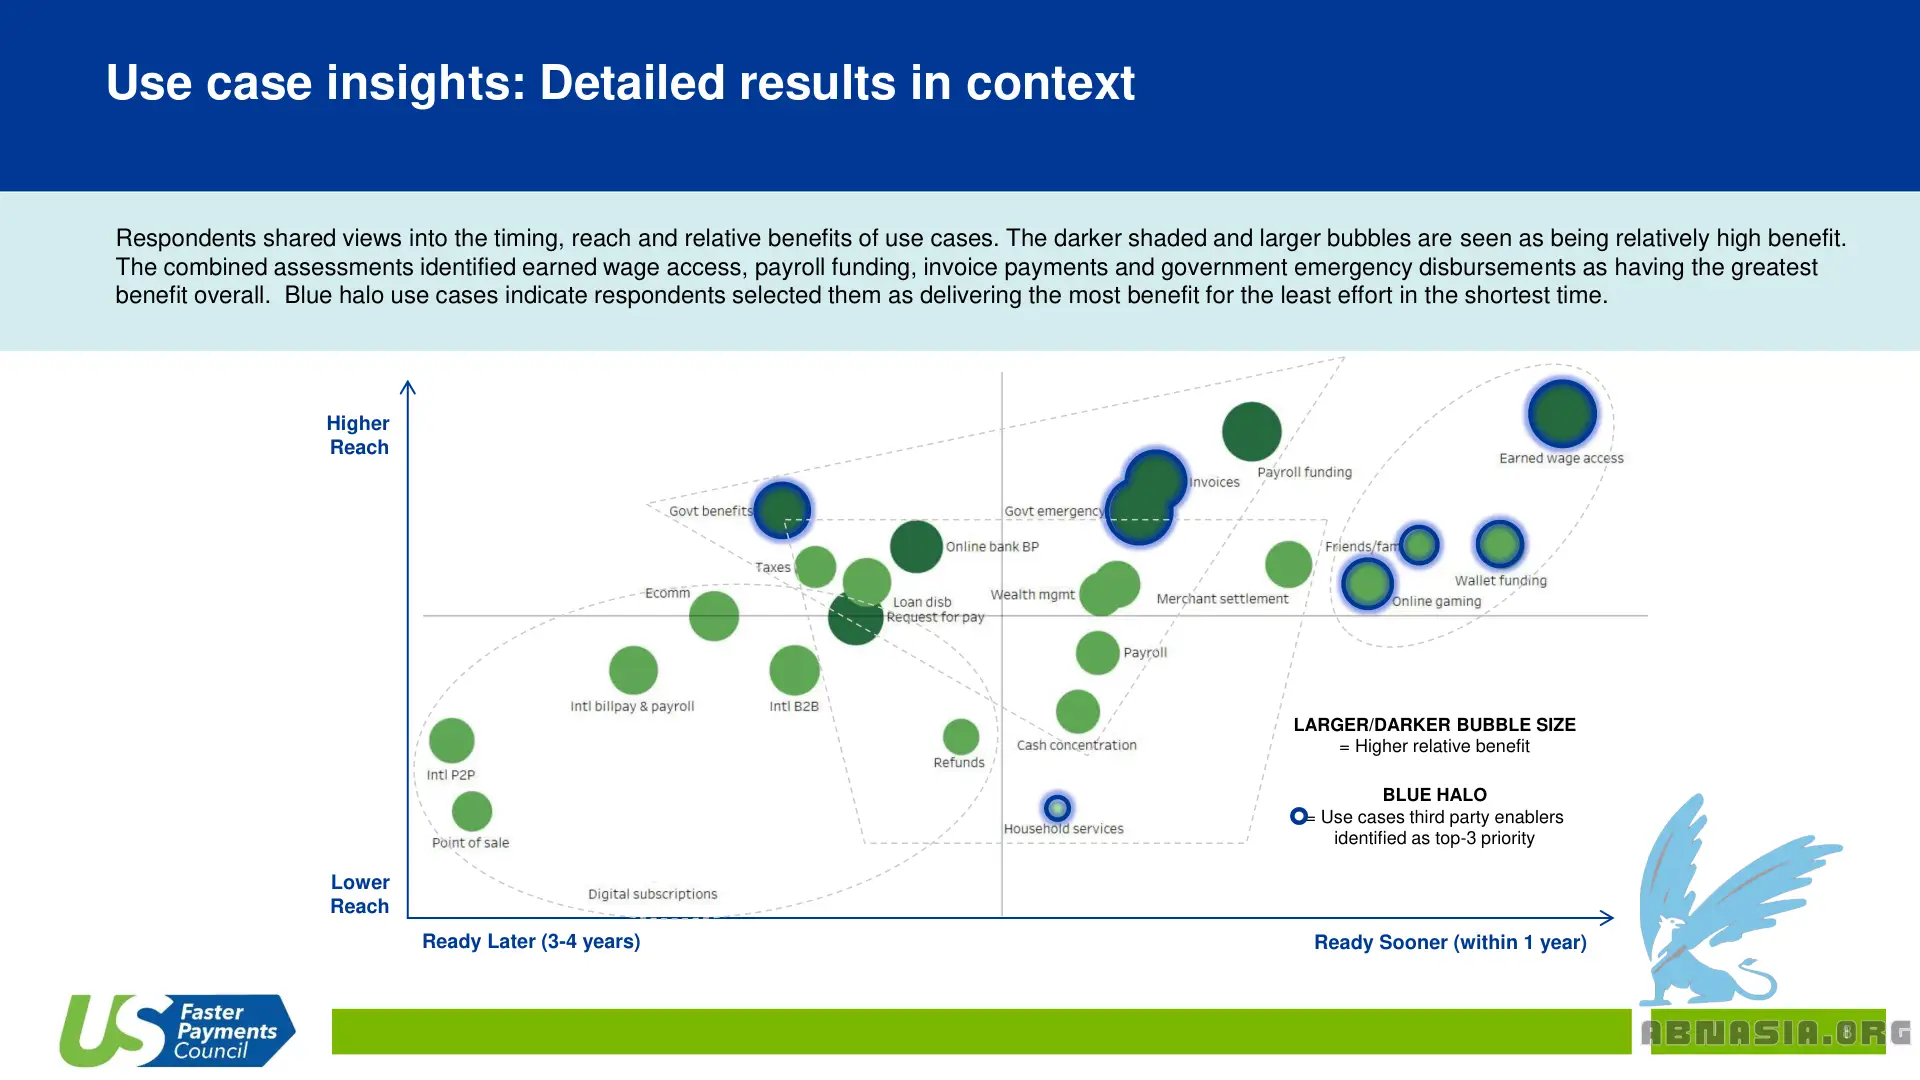 Use case insights: Detailed results in context
Respondents shared views into the timing, reach and relative benefits of use cases. The darker shaded and larger bubbles are seen as being relatively high benefit.
The combined assessments identified earned wage access, payroll funding, invoice payments and government emergency disbursements as having the greatest
benefit overall.  Blue halo use cases indicate respondents selected them as delivering the most benefit for the least effort in the shortest time.
Higher
Reach
Earned wage access
Payroll funding
Invoices
Govt benefits
Govt emergency
Online bank BP
Friends/fam
Taxes
Wallet funding
Ecomm
Wealth mgmt
Merchant settlement
Loan disb
Online gaming
Request for pay
Payroll
Intl billpay & payroll
Intl B2B
LARGER/DARKER BUBBLE SIZE
= Higher relative benefit
Cash concentration
Refunds
Intl P2P
BLUE HALO
= Use cases third party enablers
identified as top-3 priority
Household services
Point of sale
Lower
Reach
Digital subscriptions
Ready Later (3-4 years)
Ready Sooner (within 1 year)
US Faster
Payments
Council
8
ABNASIA.ORG